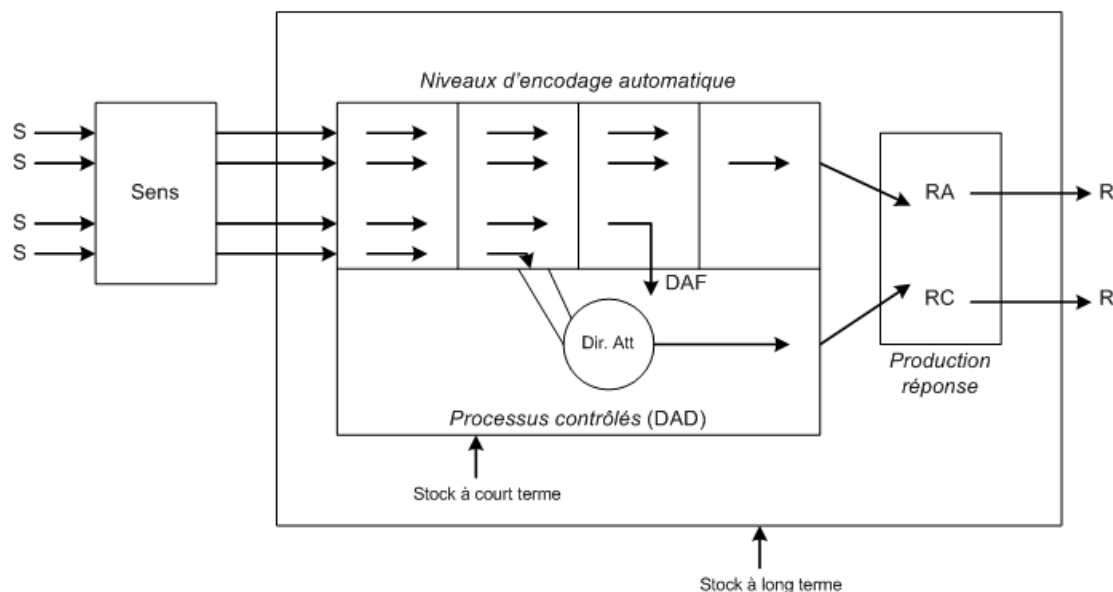 Niveaux d'encodage automatique
S
S
S
S
Sens
RA
R
RC
R
DAF
Dir. Att
Production
réponse
Processus contrôlés (DAD)
Stock à court terme
Stock à long terme